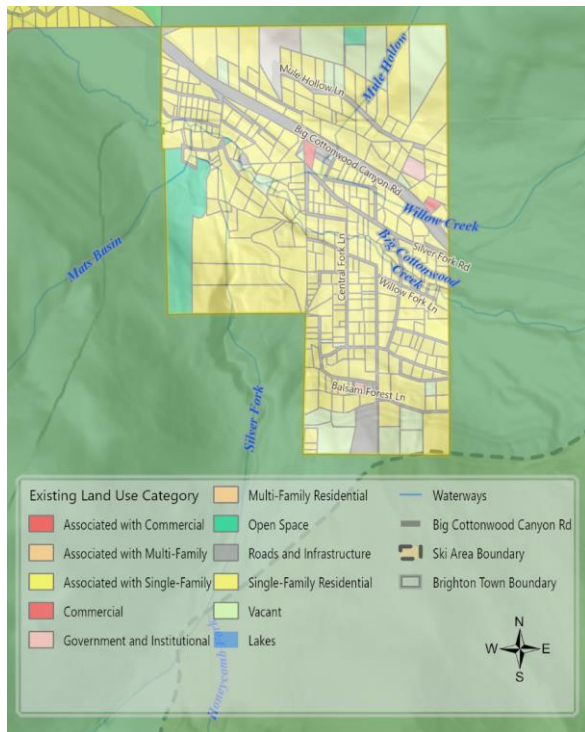 Mule Hollow
Mule Hollow Ln
Big Cottonwood Canyon Rd
Willow Creek
Mats Basin
Silver Fork Rd
Big Cottonwood
Creek
Central Fork Ln
Willow Fork Ln
Balsam Forest Ln
Silver Fork
Existing Land Use Category
Associated with Commercial
Associated with Multi-Family
Associated with Single-Family
Commercial
Government and Institutional
Multi-Family Residential
Open Space
Roads and Infrastructure
Single-Family Residential
Vacant
Lakes
Waterways
Big Cottonwood Canyon Rd
Ski Area Boundary
Brighton Town Boundary
N
W E
S
Honeycomb Fork